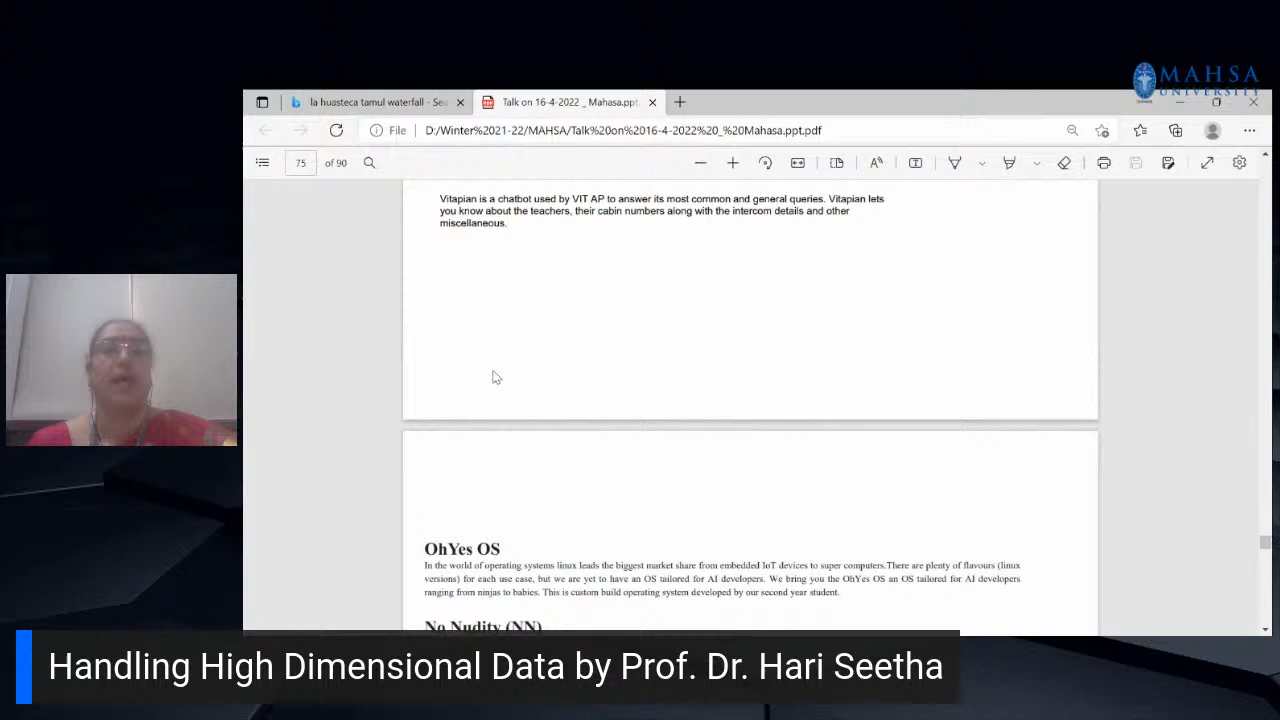 MAHSA
UNIVERSITY
la huasteca tamul waterfall - Sea
Talk on 16-4-2022 _ Mahasa.ppt.
File
D:/Winter%2021-22/MAHSA/Talk%20on%2016-4-2022%20_%20Mahasa.ppt.pdf
75 of 90
Vitapian is a chatbot used by VIT AP to answer its most common and general queries. Vitapian lets
you know about the teachers, their cabin numbers along with the intercom details and other
miscellaneous.
OhYes OS
In the world of operating systems linux leads the biggest market share from embedded IoT devices to super computers.There are plenty of flavours (linux
versions) for each use case, but we are yet to have an OS tailored for AI developers. We bring you the OhYes OS an OS tailored for AI developers
ranging from ninjas to babies. This is custom build operating system developed by our second year student.
No Nudity (NN)
Handling High Dimensional Data by Prof. Dr. Hari Seetha